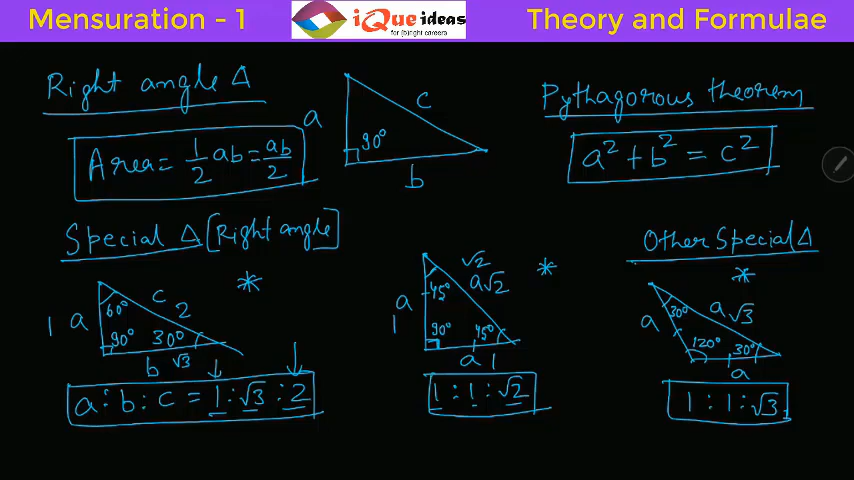 Mensuration - 1
iQue ideas
for (b)right careers
Theory and Formulae
Right angle Δ
a
c
90°
b
Pythagorous theorem
Area = 1/2 ab = ab/2
a² + b² = c²
Special Δ [Right angle]
Other Special Δ
*
60°
c
2
1
a
90°
30°
b
√3
a : b : c = 1 : √3 : 2
*
√2
a√2
45°
a
1
90°
45°
a
1
1 : 1 : √2
*
30°
a√3
a
120°
30°
a
1 : 1 : √3